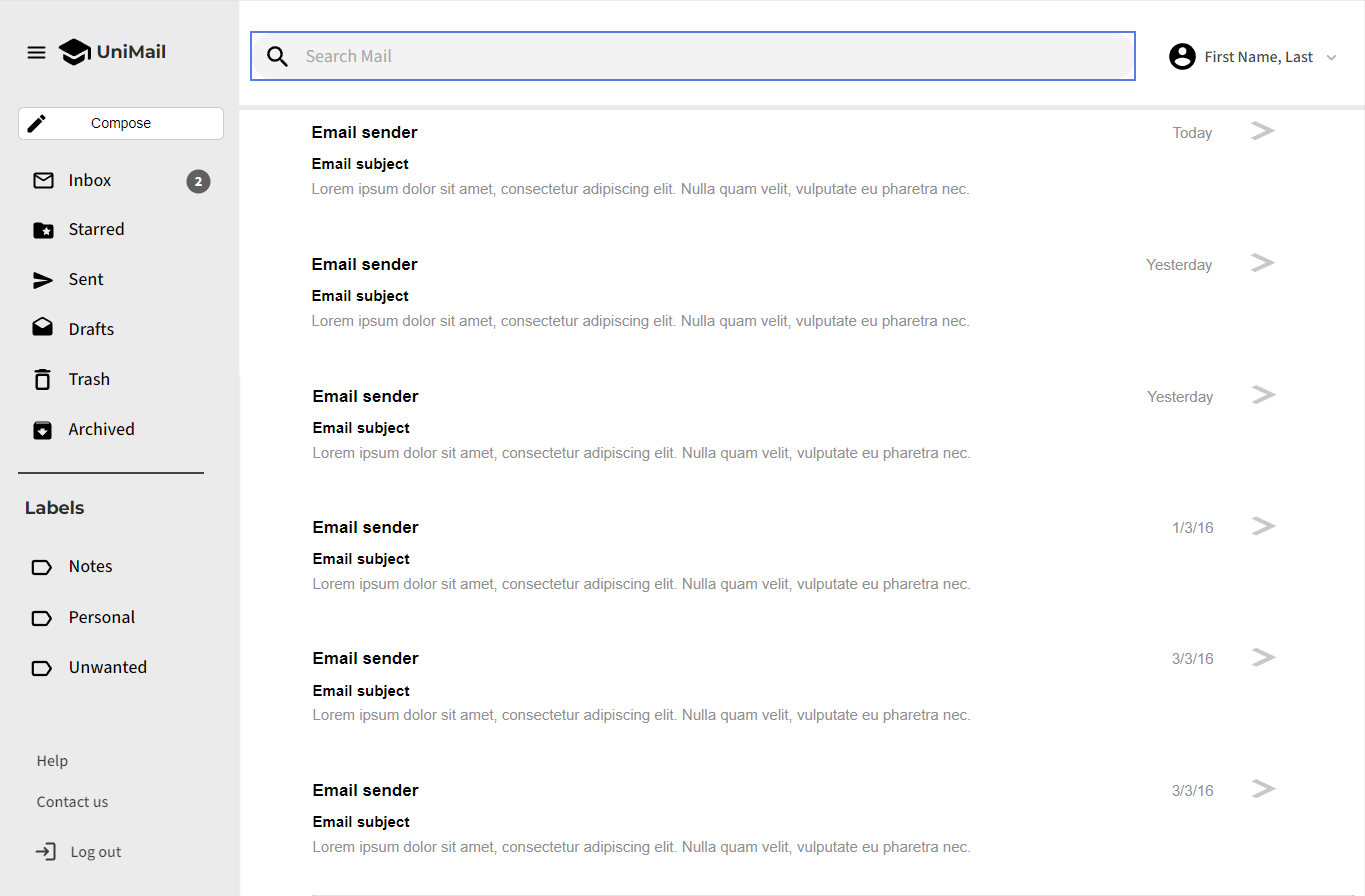 UniMail
Search Mail
First Name, Last
Compose
Inbox
2
Starred
Sent
Drafts
Trash
Archived
Labels
Notes
Personal
Unwanted
Help
Contact us
Log out
Email sender
Today
Email subject
Lorem ipsum dolor sit amet, consectetur adipiscing elit. Nulla quam velit, vulputate eu pharetra nec.
Email sender
Yesterday
Email subject
Lorem ipsum dolor sit amet, consectetur adipiscing elit. Nulla quam velit, vulputate eu pharetra nec.
Email sender
Yesterday
Email subject
Lorem ipsum dolor sit amet, consectetur adipiscing elit. Nulla quam velit, vulputate eu pharetra nec.
Email sender
1/3/16
Email subject
Lorem ipsum dolor sit amet, consectetur adipiscing elit. Nulla quam velit, vulputate eu pharetra nec.
Email sender
3/3/16
Email subject
Lorem ipsum dolor sit amet, consectetur adipiscing elit. Nulla quam velit, vulputate eu pharetra nec.
Email sender
3/3/16
Email subject
Lorem ipsum dolor sit amet, consectetur adipiscing elit. Nulla quam velit, vulputate eu pharetra nec.